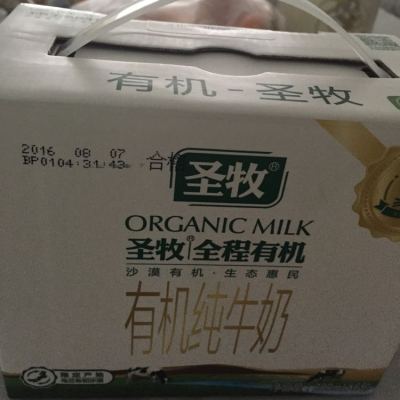 有机-圣牧
2016 08 07
BP0104:31:43 合格
圣牧®
ORGANIC MILK
圣牧®全程有机
沙漠有机·生态惠民
有机纯牛奶